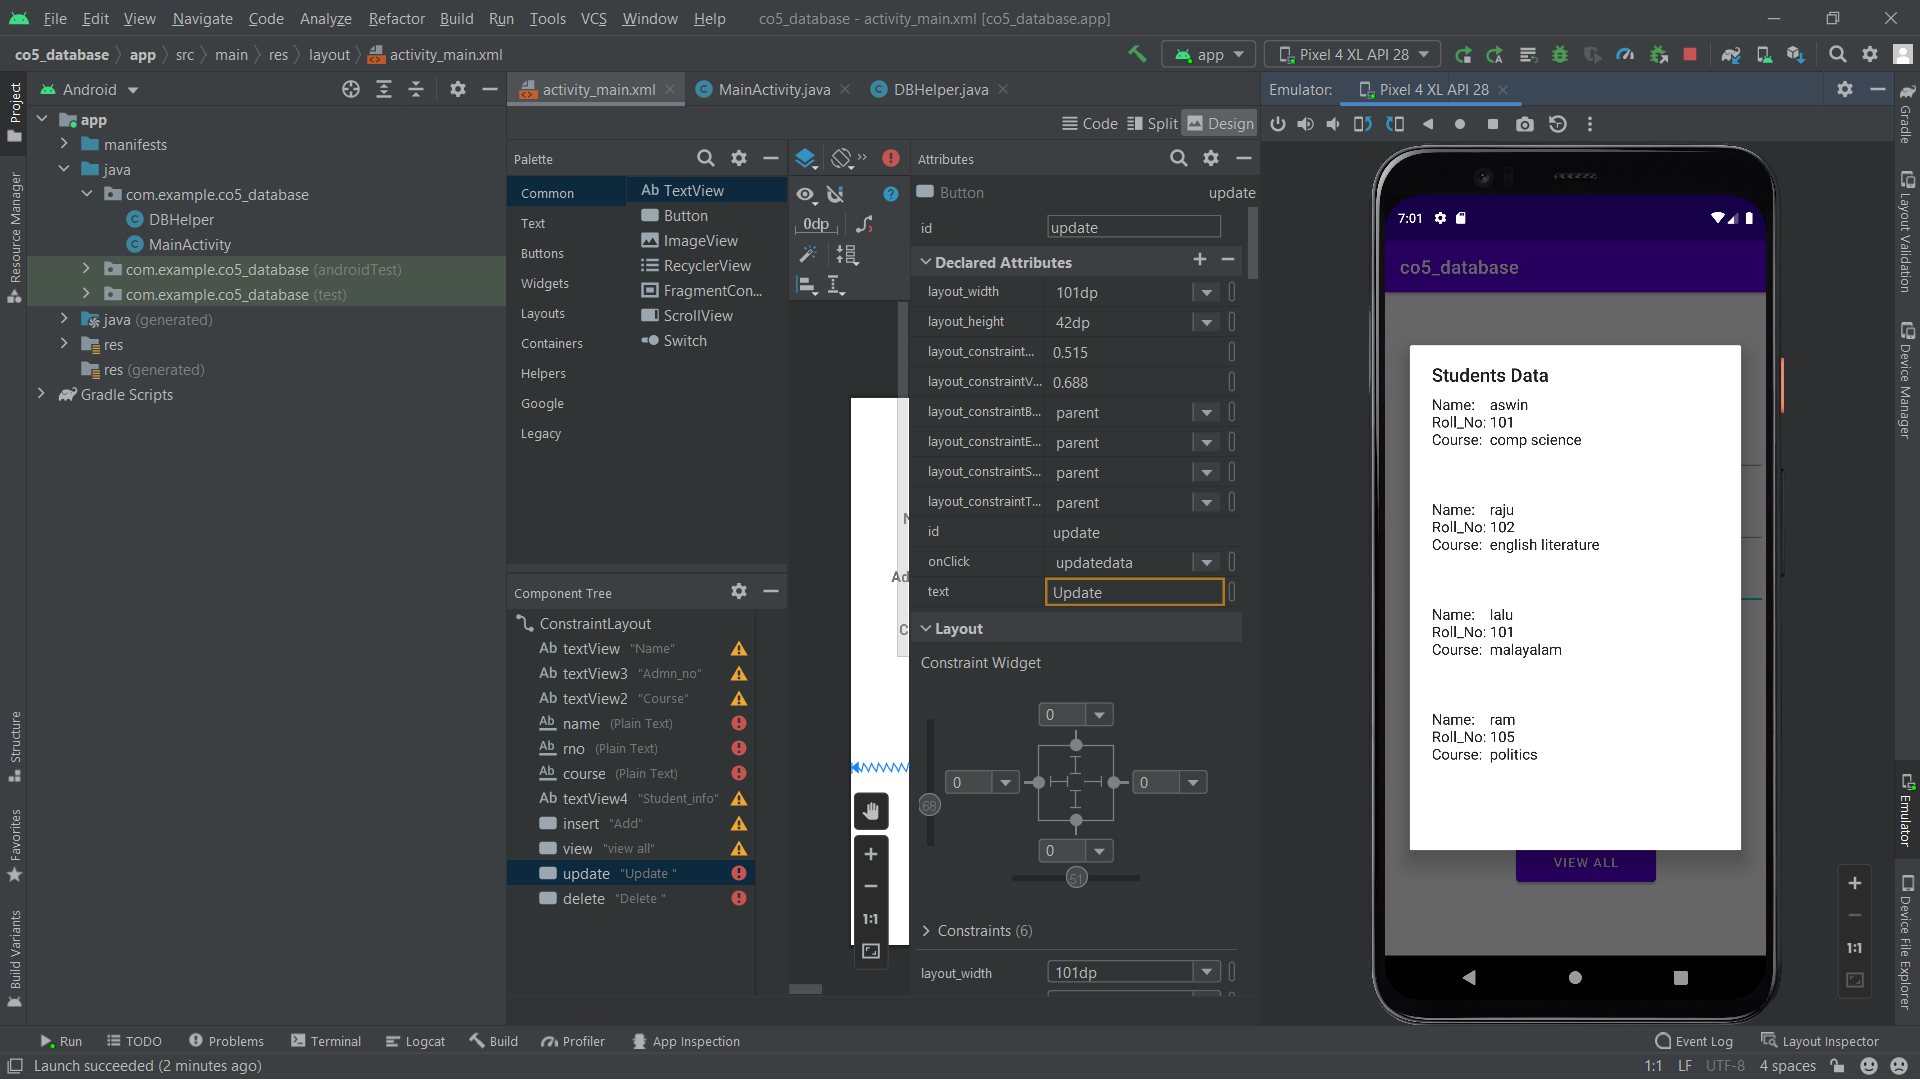 File Edit View Navigate Code Analyze Refactor Build Run Tools VCS Window Help co5_database - activity_main.xml [co5_database.app]
co5_database app src main res layout activity_main.xml app Pixel 4 XL API 28
Project
Resource Manager
Structure
Favorites
Build Variants
Android
app
manifests
java
com.example.co5_database
DBHelper
MainActivity
com.example.co5_database (androidTest)
com.example.co5_database (test)
java (generated)
res
res (generated)
Gradle Scripts
activity_main.xml MainActivity.java DBHelper.java
Code Split Design
Palette
Common
Text
Buttons
Widgets
Layouts
Containers
Helpers
Google
Legacy
Ab TextView
Button
ImageView
RecyclerView
FragmentCon...
ScrollView
Switch
Component Tree
ConstraintLayout
Ab textView "Name"
Ab textView3 "Admn_no"
Ab textView2 "Course"
Ab name (Plain Text)
Ab rno (Plain Text)
Ab course (Plain Text)
Ab textView4 "Student_info"
insert "Add"
view "view all"
update "Update "
delete "Delete "
0dp
Ad
C
1:1
Attributes
Button update
id update
Declared Attributes
layout_width 101dp
layout_height 42dp
layout_constraint... 0.515
layout_constraintV... 0.688
layout_constraintB... parent
layout_constraintE... parent
layout_constraintS... parent
layout_constraintT... parent
id update
onClick updatedata
text Update
Layout
Constraint Widget
0
0 0
68
0
51
Constraints (6)
layout_width 101dp
Emulator: Pixel 4 XL API 28
7:01
co5_database
Students Data
Name: aswin
Roll_No: 101
Course: comp science
Name: raju
Roll_No: 102
Course: english literature
Name: lalu
Roll_No: 101
Course: malayalam
Name: ram
Roll_No: 105
Course: politics
VIEW ALL
1:1
Gradle
Layout Validation
Device Manager
Emulator
Device File Explorer
Run TODO Problems Terminal Logcat Build Profiler App Inspection Event Log Layout Inspector
Launch succeeded (2 minutes ago) 1:1 LF UTF-8 4 spaces